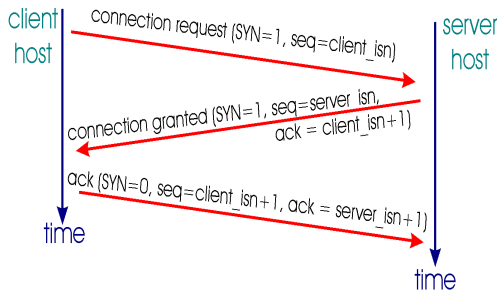 client
host
connection request (SYN=1, seq=client_isn)
server
host
connection granted (SYN=1, seq=server_isn,
ack = client_isn+1)
ack (SYN=0, seq=client_isn+1, ack = server_isn+1)
time
time